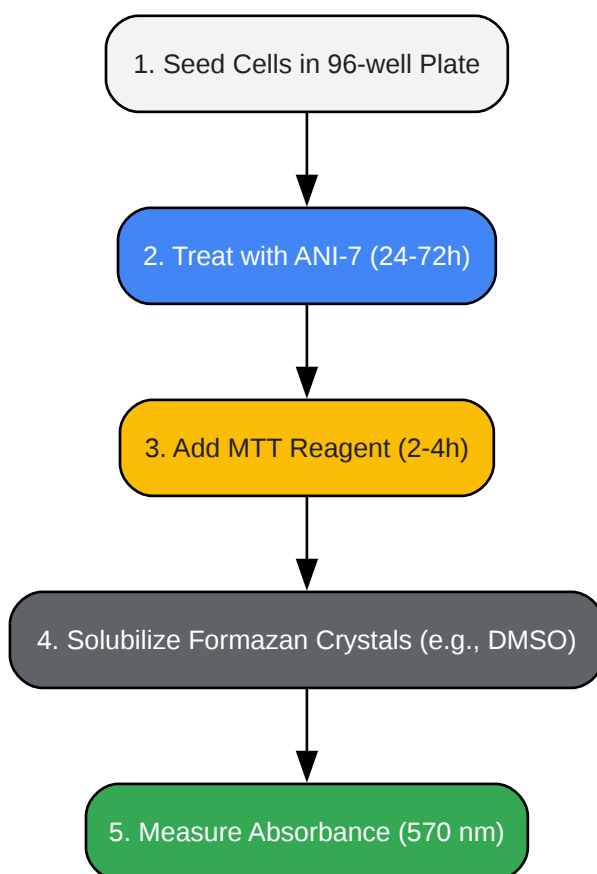 1. Seed Cells in 96-well Plate
2. Treat with ANI-7 (24-72h)
3. Add MTT Reagent (2-4h)
4. Solubilize Formazan Crystals (e.g., DMSO)
5. Measure Absorbance (570 nm)